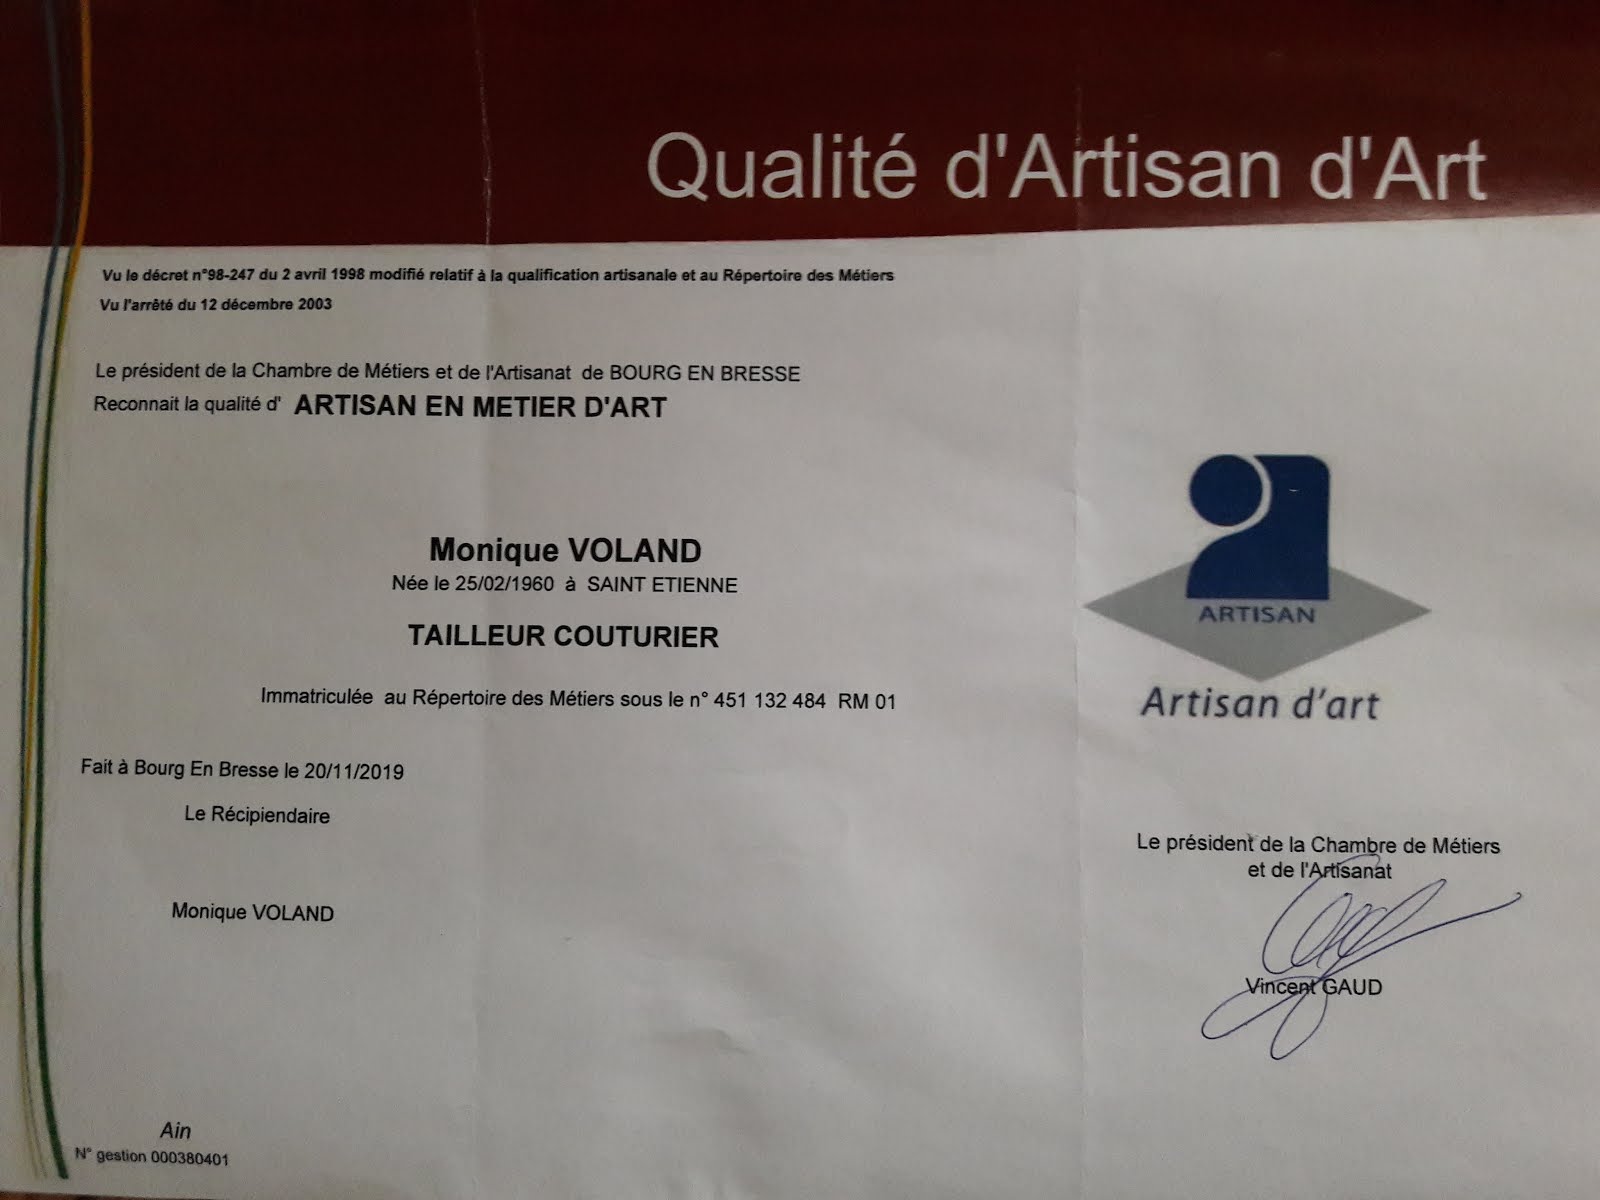 Qualité d'Artisan d'Art
Vu le décret n°98-247 du 2 avril 1998 modifié relatif à la qualification artisanale et au Répertoire des Métiers
Vu l'arrêté du 12 décembre 2003
Le président de la Chambre de Métiers et de l'Artisanat de BOURG EN BRESSE
Reconnait la qualité d' ARTISAN EN METIER D'ART
Monique VOLAND
Née le 25/02/1960 à SAINT ETIENNE
TAILLEUR COUTURIER
Immatriculée au Répertoire des Métiers sous le n° 451 132 484 RM 01
ARTISAN
Artisan d'art
Fait à Bourg En Bresse le 20/11/2019
Le Récipiendaire
Monique VOLAND
Le président de la Chambre de Métiers
et de l'Artisanat
Vincent GAUD
Ain
N° gestion 000380401